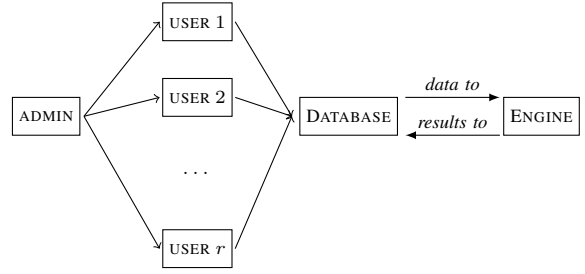 USER 1
USER 2
data to
ADMIN
DATABASE
ENGINE
results to
...
USER r